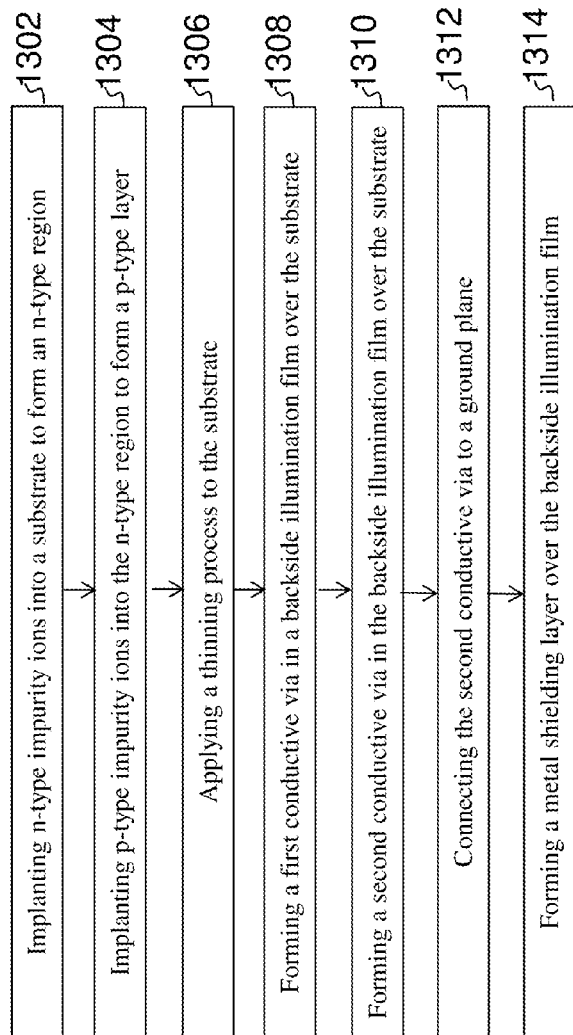 Implanting n-type impurity ions into a substrate to form an n-type region
1302
Implanting p-type impurity ions into the n-type region to form a p-type layer
1304
Applying a thinning process to the substrate
1306
Forming a first conductive via in a backside illumination film over the substrate
1308
Forming a second conductive via in the backside illumination film over the substrate
1310
Connecting the second conductive via to a ground plane
1312
Forming a metal shielding layer over the backside illumination film
1314